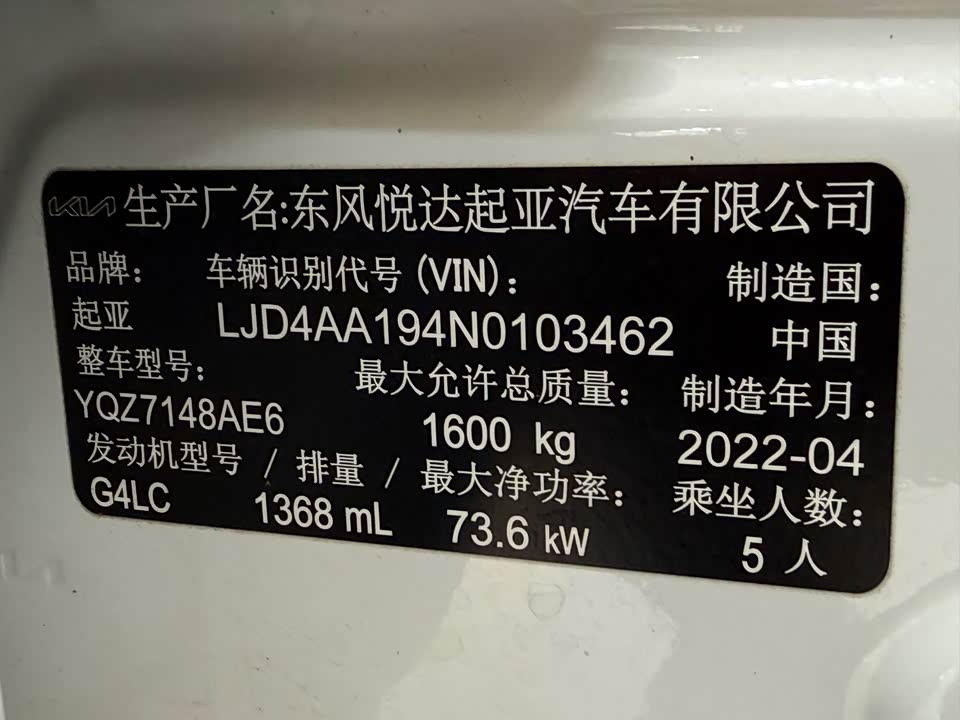 KIA 生产厂名:东风悦达起亚汽车有限公司
品牌: 车辆识别代号(VIN): 制造国:
起亚 LJD4AA194N0103462 中国
整车型号: 最大允许总质量: 制造年月:
YQZ7148AE6 1600 kg 2022-04
发动机型号 / 排量 / 最大净功率: 乘坐人数:
G4LC 1368 mL 73.6 kW 5 人